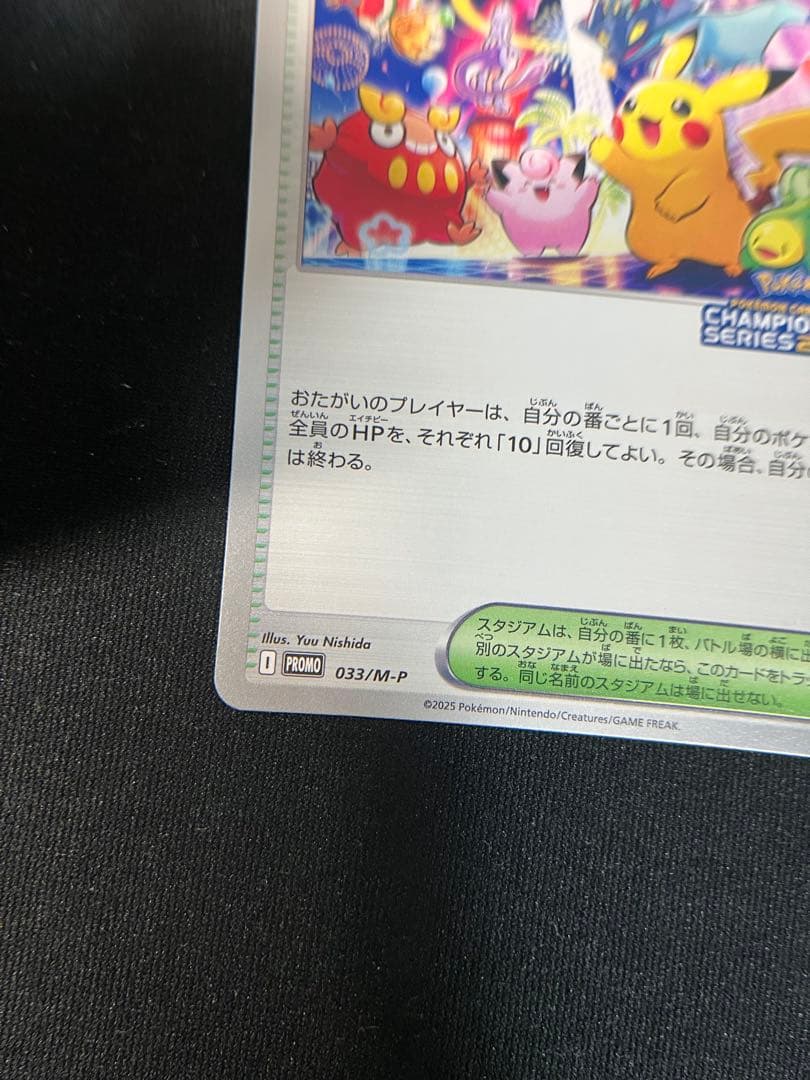 Poké
POKÉMON CA
CHAMPIO
SERIES 2
おたがいのプレイヤーは、自分の番ごとに1回、自分のポケ
全員のHPを、それぞれ「10」回復してよい。その場合、自分
は終わる。
Illus. Yuu Nishida
I PROMO 033/M-P
スタジアムは、自分の番に1枚、バトル場の横に出
別のスタジアムが場に出たなら、このカードをトラッ
する。同じ名前のスタジアムは場に出せない。
©2025 Pokémon/Nintendo/Creatures/GAME FREAK.